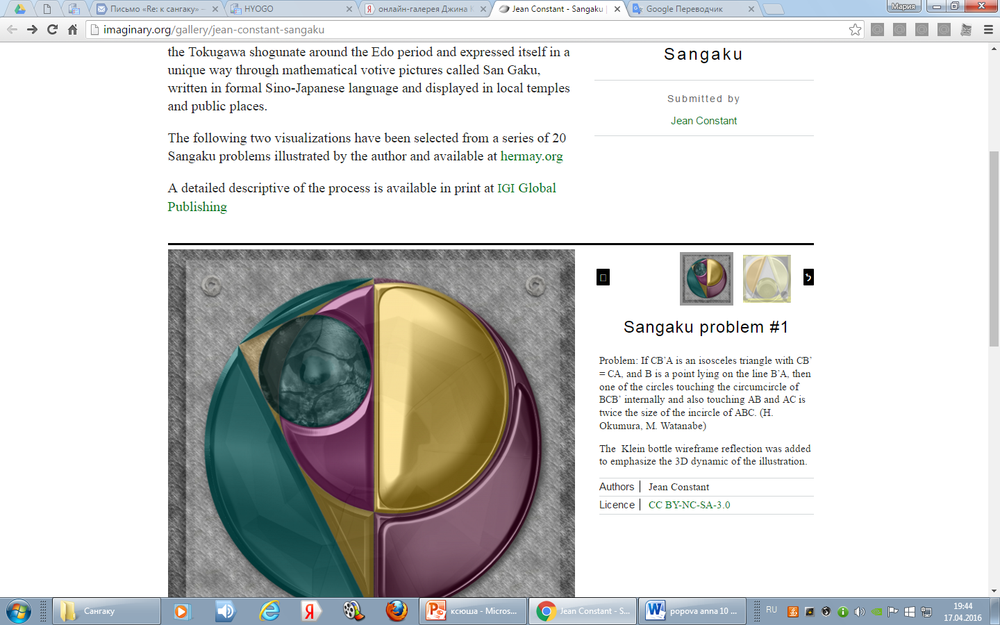 Письмо «Re: к сангаку» –
HYOGO
онлайн-галерея Джина К
Jean Constant - Sangaku |
Google Переводчик
Мария
imaginary.org/gallery/jean-constant-sangaku
the Tokugawa shogunate around the Edo period and expressed itself in a
unique way through mathematical votive pictures called San Gaku,
written in formal Sino-Japanese language and displayed in local temples
and public places.
The following two visualizations have been selected from a series of 20
Sangaku problems illustrated by the author and available at hermay.org
A detailed descriptive of the process is available in print at IGI Global
Publishing
Sangaku
Submitted by
Jean Constant
Sangaku problem #1
Problem: If CB’A is an isosceles triangle with CB’
= CA, and B is a point lying on the line B’A, then
one of the circles touching the circumcircle of
BCB’ internally and also touching AB and AC is
twice the size of the incircle of ABC. (H.
Okumura, M. Watanabe)
The Klein bottle wireframe reflection was added
to emphasize the 3D dynamic of the illustration.
Authors Jean Constant
Licence CC BY-NC-SA-3.0
Сангаку
ксюша - Micros...
Jean Constant - S...
popova anna 10 ...
RU
19:44
17.04.2016